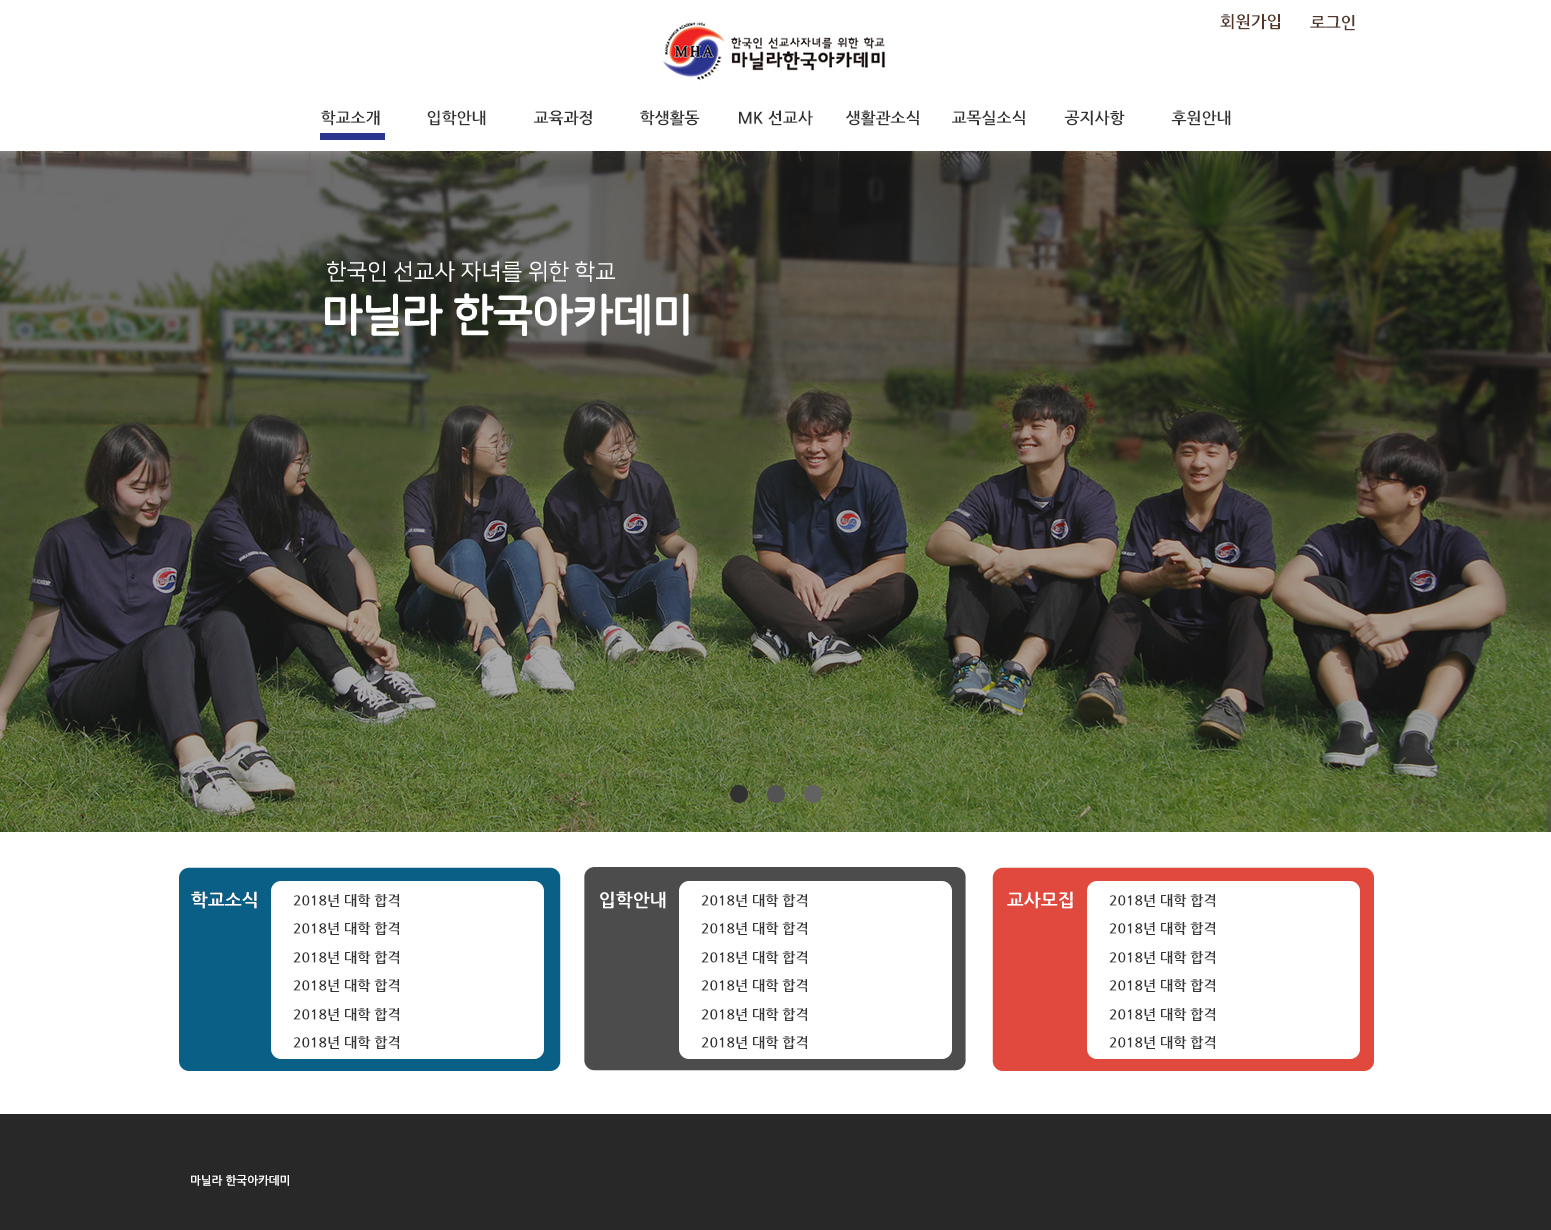 회원가입 로그인
MHA
한국인 선교사자녀를 위한 학교
마닐라한국아카데미
학교소개 입학안내 교육과정 학생활동 MK 선교사 생활관소식 교목실소식 공지사항 후원안내
한국인 선교사 자녀를 위한 학교
마닐라 한국아카데미
학교소식
2018년 대학 합격
2018년 대학 합격
2018년 대학 합격
2018년 대학 합격
2018년 대학 합격
2018년 대학 합격
입학안내
2018년 대학 합격
2018년 대학 합격
2018년 대학 합격
2018년 대학 합격
2018년 대학 합격
2018년 대학 합격
교사모집
2018년 대학 합격
2018년 대학 합격
2018년 대학 합격
2018년 대학 합격
2018년 대학 합격
2018년 대학 합격
마닐라 한국아카데미